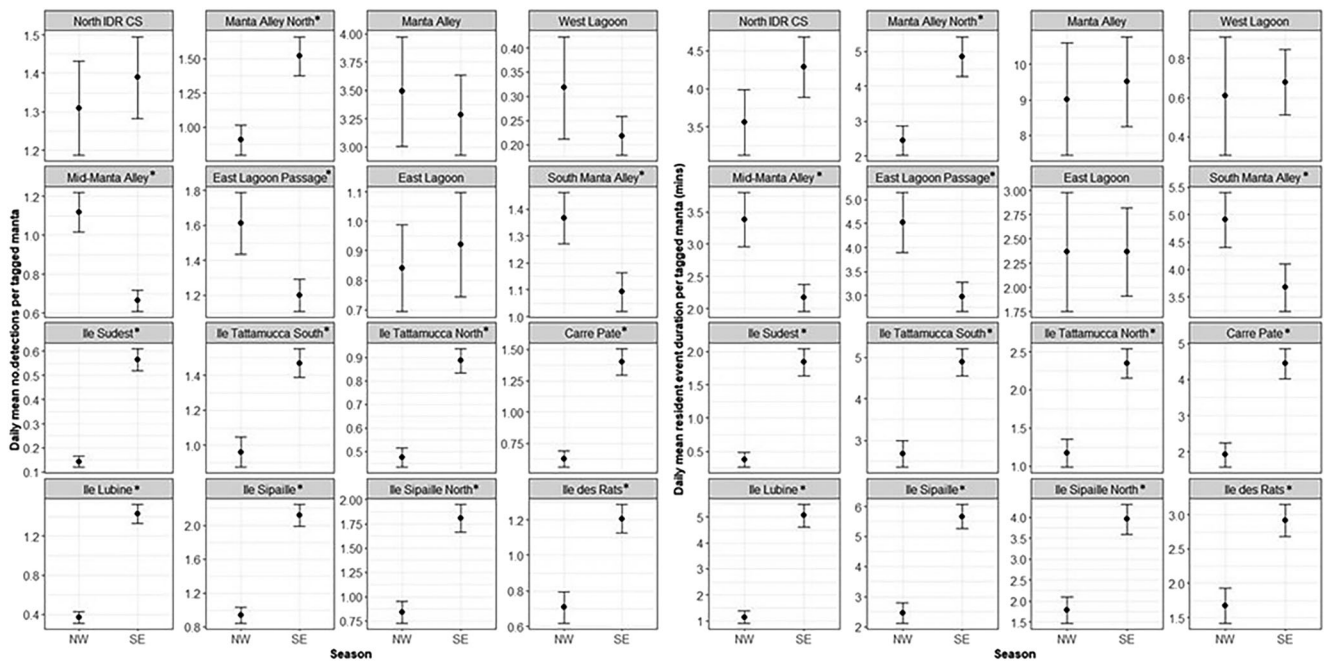 North IDR CS Manta Alley North* Manta Alley West Lagoon
1.5 1.4 1.3 1.2
1.50 1.25 1.00
4.00 3.75 3.50 3.25 3.00
0.40 0.35 0.30 0.25 0.20
Mid-Manta Alley* East Lagoon Passage* East Lagoon South Manta Alley*
1.2 1.0 0.8 0.6
1.8 1.6 1.4 1.2
1.1 1.0 0.9 0.8 0.7
1.4 1.3 1.2 1.1 1.0
Ile Sudest* Ile Tattamucca South* Ile Tattamucca North* Carre Pate*
0.6 0.5 0.4 0.3 0.2 0.1
1.4 1.2 1.0
0.9 0.8 0.7 0.6 0.5
1.50 1.25 1.00 0.75
Ile Lubine* Ile Sipaille* Ile Sipaille North* Ile des Rats*
1.2 0.8 0.4
2.0 1.6 1.2 0.8
2.00 1.75 1.50 1.25 1.00 0.75
1.2 1.0 0.8 0.6
NW SE NW SE NW SE NW SE
Season
Daily mean no.detections per tagged manta
North IDR CS Manta Alley North* Manta Alley West Lagoon
4.5 4.0 3.5
5 4 3 2
10 9 8
0.8 0.6 0.4
Mid-Manta Alley* East Lagoon Passage* East Lagoon South Manta Alley*
3.5 3.0 2.5 2.0
5.0 4.5 4.0 3.5 3.0
3.00 2.75 2.50 2.25 2.00 1.75
5.5 5.0 4.5 4.0 3.5
Ile Sudest* Ile Tattamucca South* Ile Tattamucca North* Carre Pate*
2.0 1.5 1.0 0.5
5 4 3
2.5 2.0 1.5 1.0
5 4 3 2
Ile Lubine* Ile Sipaille* Ile Sipaille North* Ile des Rats*
5 4 3 2 1
6 5 4 3 2
4.0 3.5 3.0 2.5 2.0 1.5
3.0 2.5 2.0 1.5
NW SE NW SE NW SE NW SE
Season
Daily mean resident event duration per tagged manta (mins)